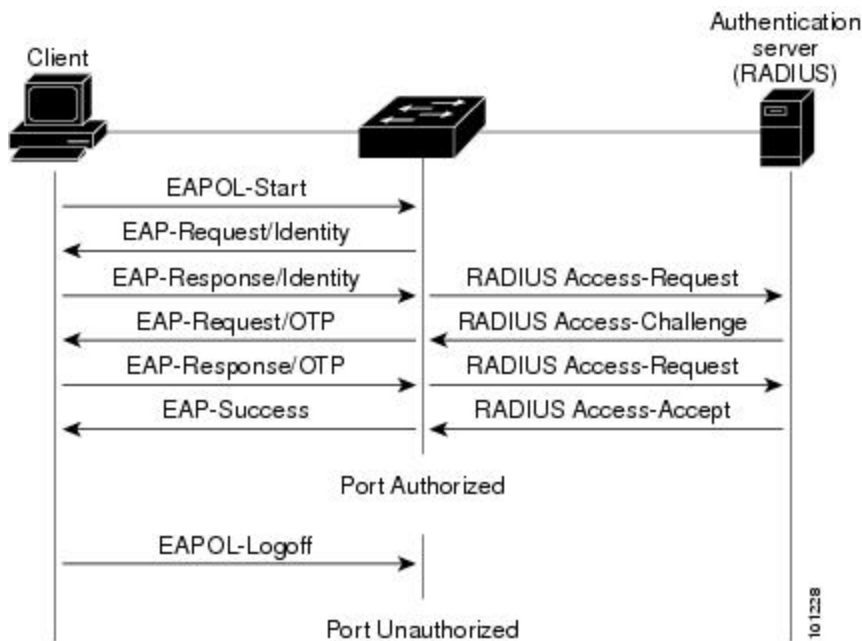 Authentication
server
(RADIUS)
Client
EAPOL-Start
EAP-Request/Identity
EAP-Response/Identity
RADIUS Access-Request
EAP-Request/OTP
RADIUS Access-Challenge
EAP-Response/OTP
RADIUS Access-Request
EAP-Success
RADIUS Access-Accept
Port Authorized
EAPOL-Logoff
Port Unauthorized
101228